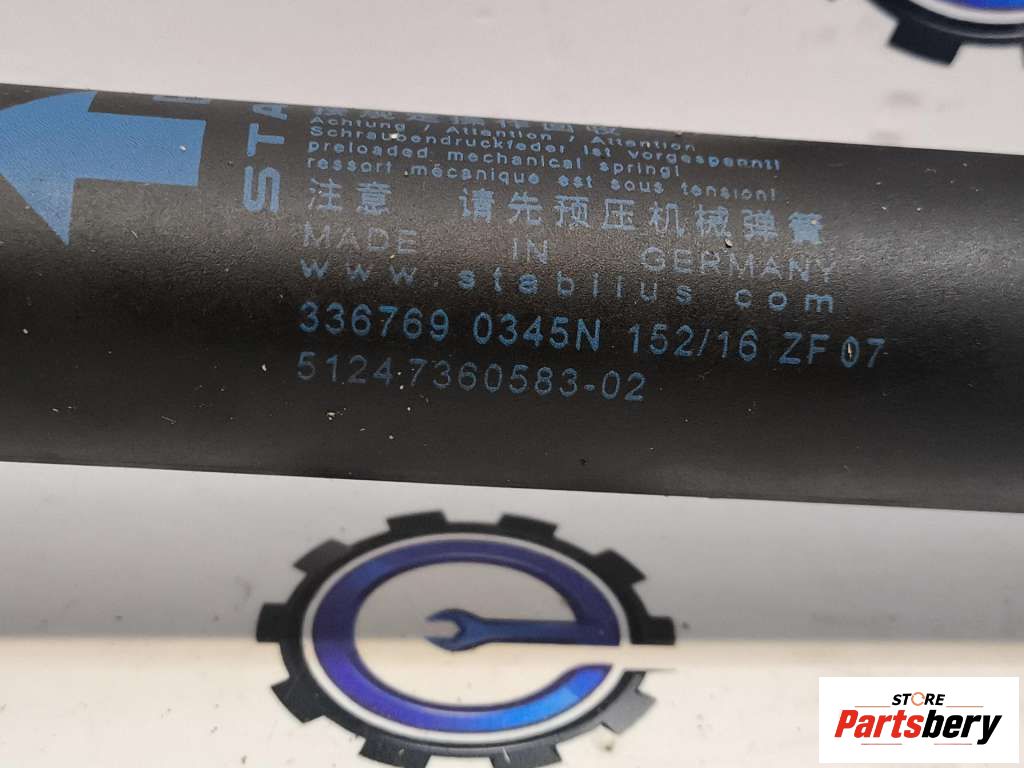 STA
Achtung, Attention, Attention
Schraubendruckfeder ist vorgespannt!
preloaded mechanical spring!
ressort mécanique est sous tension!
注意 请先预压机械弹簧
MADE IN GERMANY
www.stabilus com
336769 0345N 152/16 ZF 07
51247360583-02
STORE
Partsbery